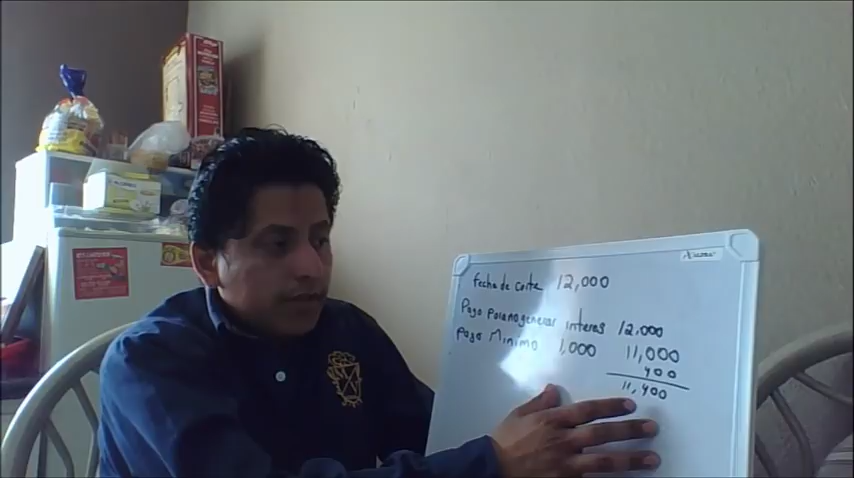 Fecha de corte 12,000
Pago para no generar interes 12.000
Pago Minimo 1,000 11,000
400
11,400